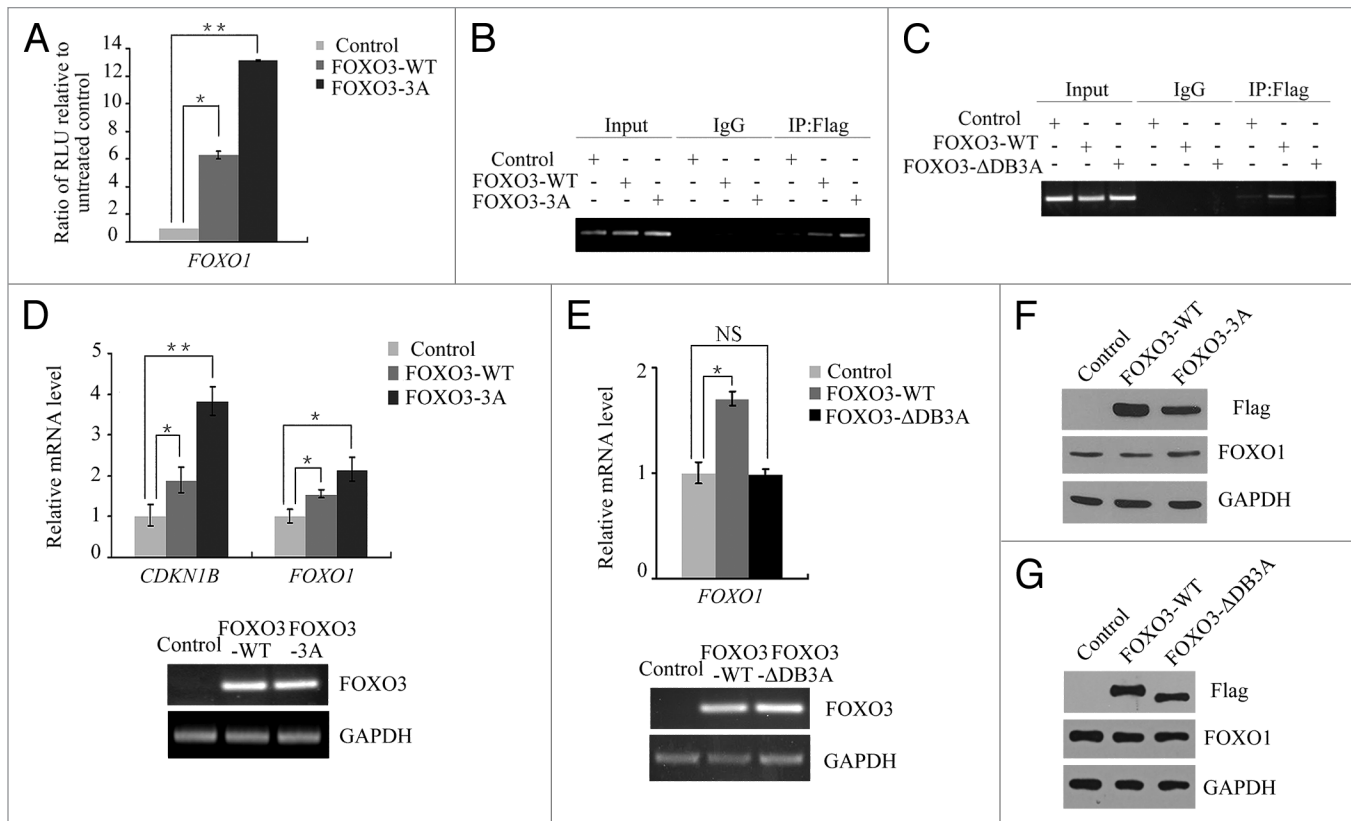 A
Ratio of RLU relative to
untreated control
14
12
10
8
6
4
2
0
* *
*
Control
FOXO3-WT
FOXO3-3A
FOXO1
B
Input IgG IP:Flag
Control + - - + - - + - -
FOXO3-WT - + - - + - - + -
FOXO3-3A - - + - - + - - +
C
Input IgG IP:Flag
Control + - - + - - + - -
FOXO3-WT - + - - + - - + -
FOXO3-ΔDB3A - - + - - + - - +
D
Relative mRNA level
5
4
3
2
1
0
* *
*
*
*
Control
FOXO3-WT
FOXO3-3A
CDKN1B FOXO1
Control FOXO3 FOXO3
-WT -3A
FOXO3
GAPDH
E
Relative mRNA level
2
1
0
NS
*
Control
FOXO3-WT
FOXO3-ΔDB3A
FOXO1
Control FOXO3 FOXO3
-WT -ΔDB3A
FOXO3
GAPDH
F
Control FOXO3-WT FOXO3-3A
Flag
FOXO1
GAPDH
G
Control FOXO3-WT FOXO3-ΔDB3A
Flag
FOXO1
GAPDH